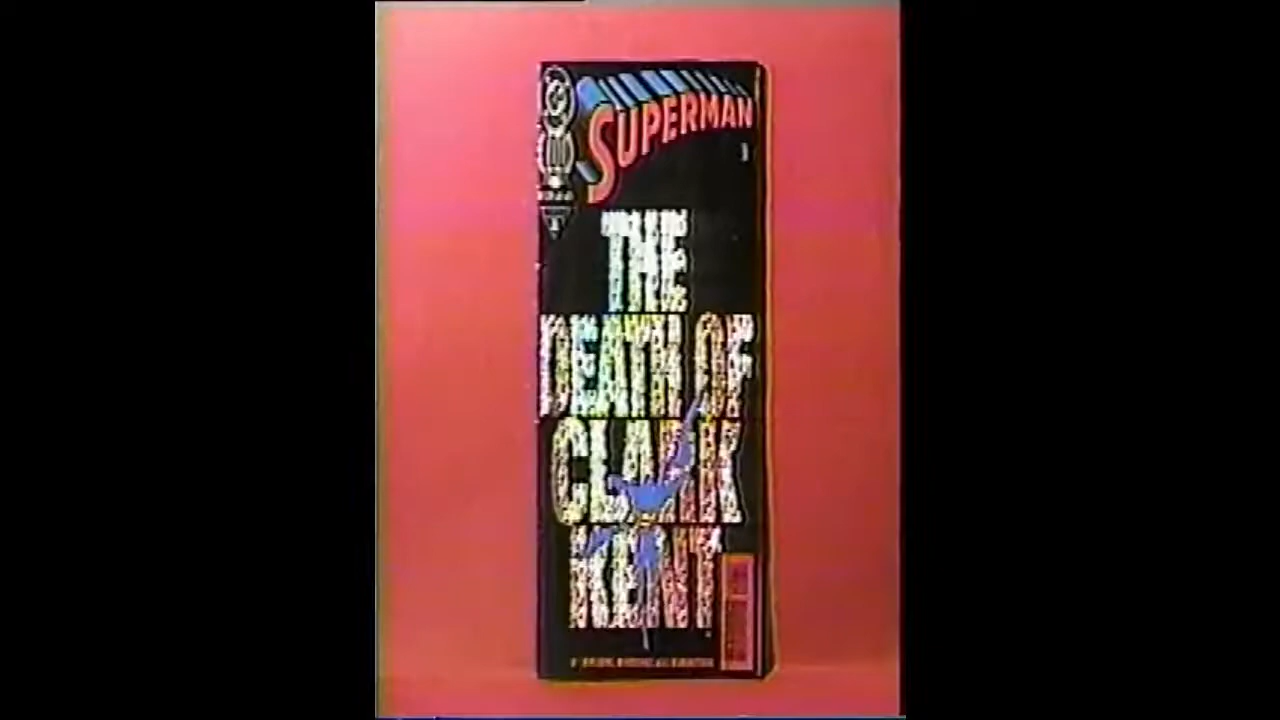 SUPERMAN
THE
DEATH OF
CLARK
KENT